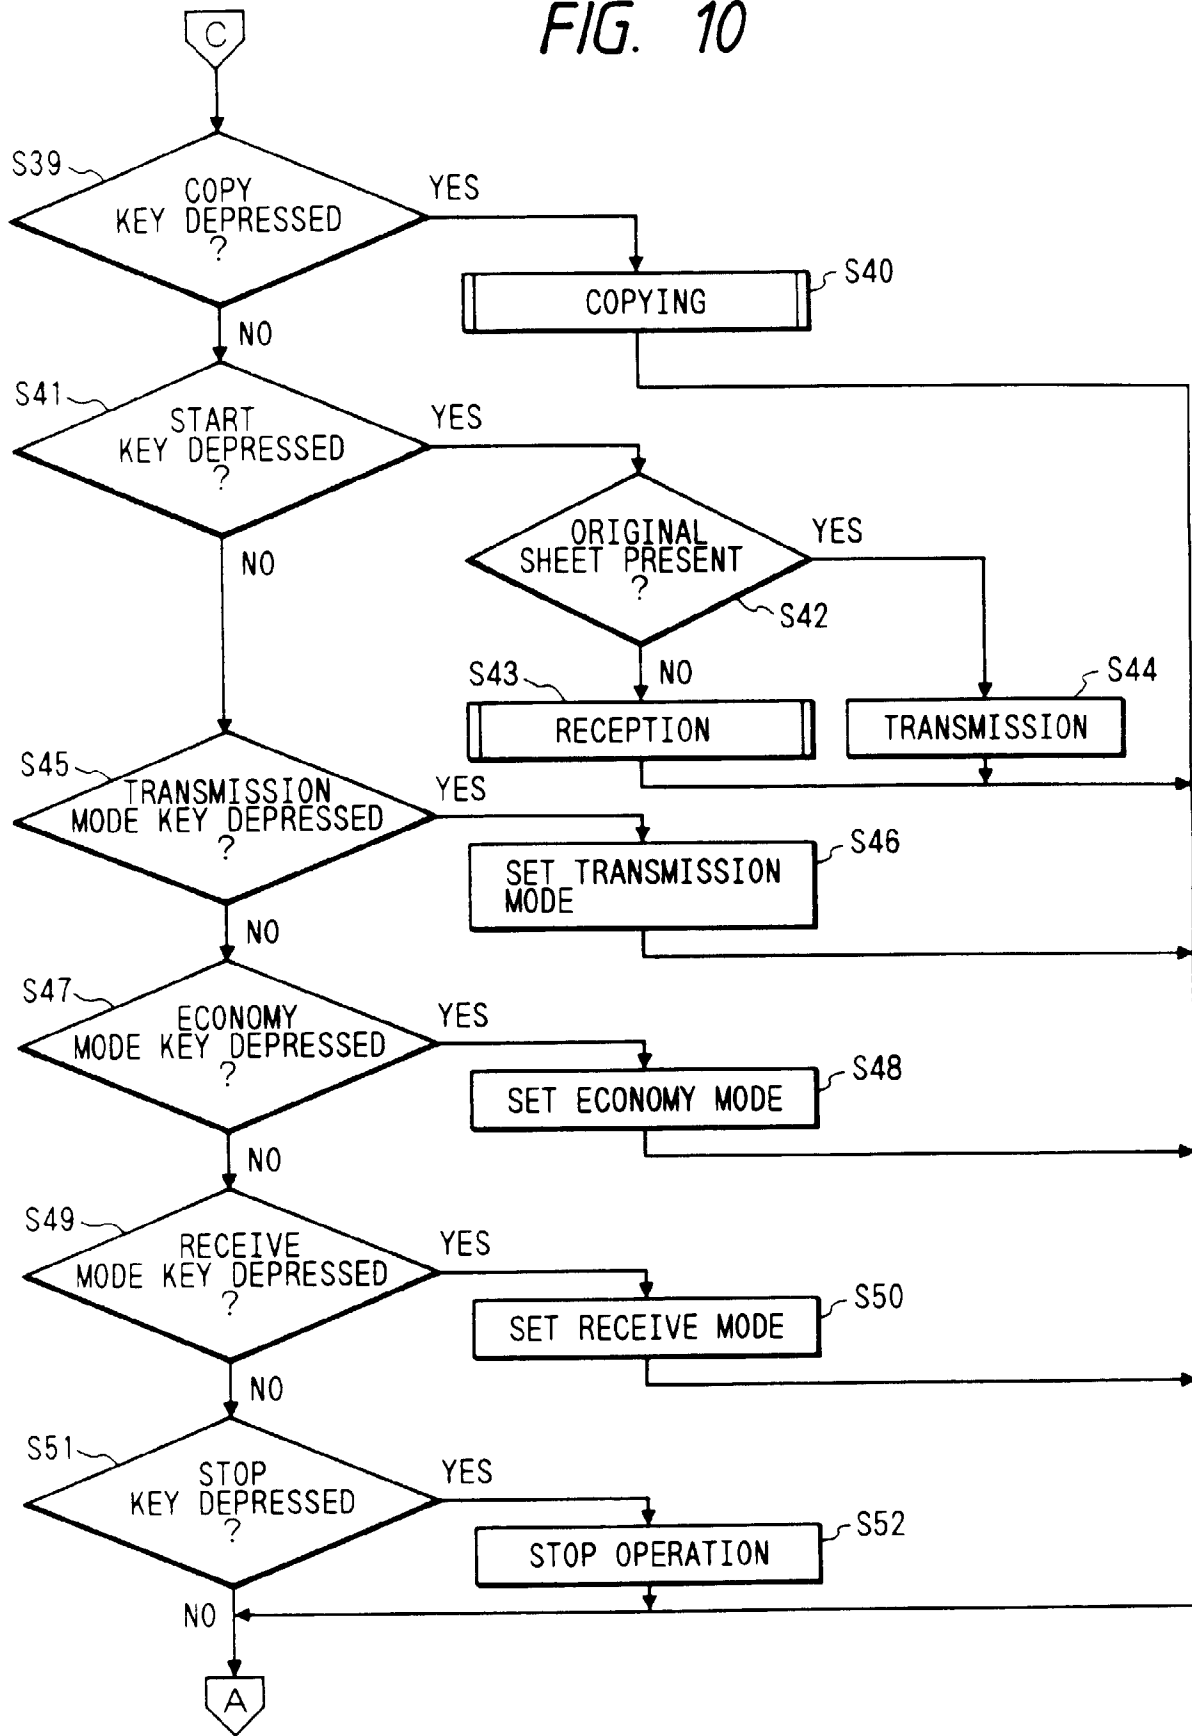 FIG. 10
C
S39
COPY
KEY DEPRESSED
?
YES
NO
COPYING
S40
S41
START
KEY DEPRESSED
?
YES
NO
ORIGINAL
SHEET PRESENT
?
YES
S42
NO
S43
RECEPTION
S44
TRANSMISSION
S45
TRANSMISSION
MODE KEY DEPRESSED
?
YES
NO
S46
SET TRANSMISSION
MODE
S47
ECONOMY
MODE KEY DEPRESSED
?
YES
NO
S48
SET ECONOMY MODE
S49
RECEIVE
MODE KEY DEPRESSED
?
YES
NO
S50
SET RECEIVE MODE
S51
STOP
KEY DEPRESSED
?
YES
S52
STOP OPERATION
NO
A